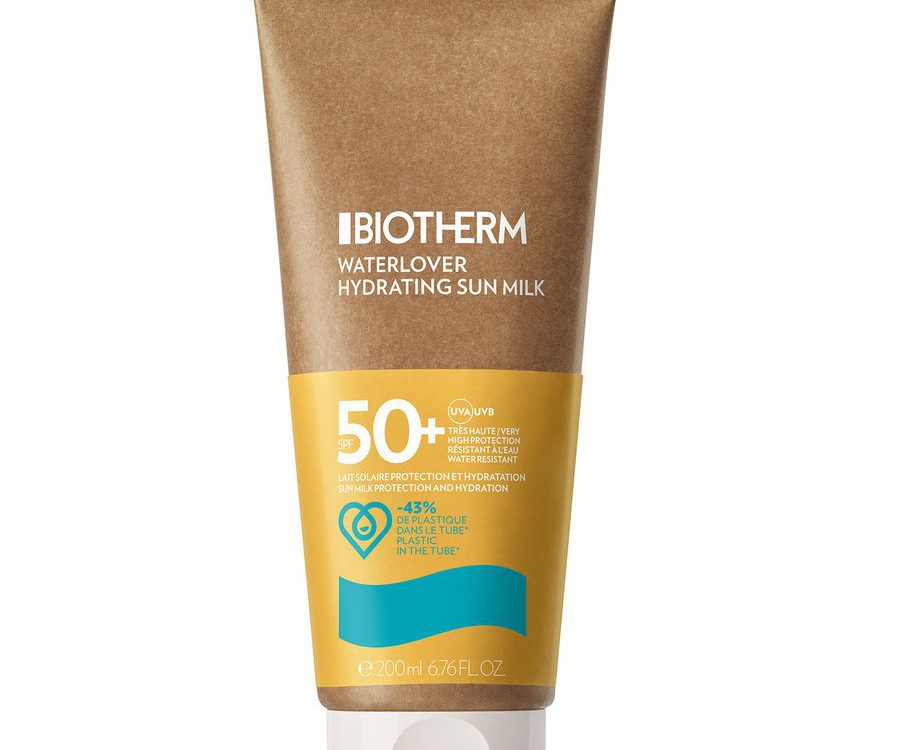 BIOTHERM
WATERLOVER
HYDRATING SUN MILK
SPF 50+
UVA UVB
TRÈS HAUTE / VERY
HIGH PROTECTION
RÉSISTANT À L'EAU
WATER RESISTANT
LAIT SOLAIRE PROTECTION ET HYDRATATION
SUN MILK PROTECTION AND HYDRATION
-43%
DE PLASTIQUE
DANS LE TUBE*
PLASTIC
IN THE TUBE*
℮ 200ml 6.76 FL. OZ.